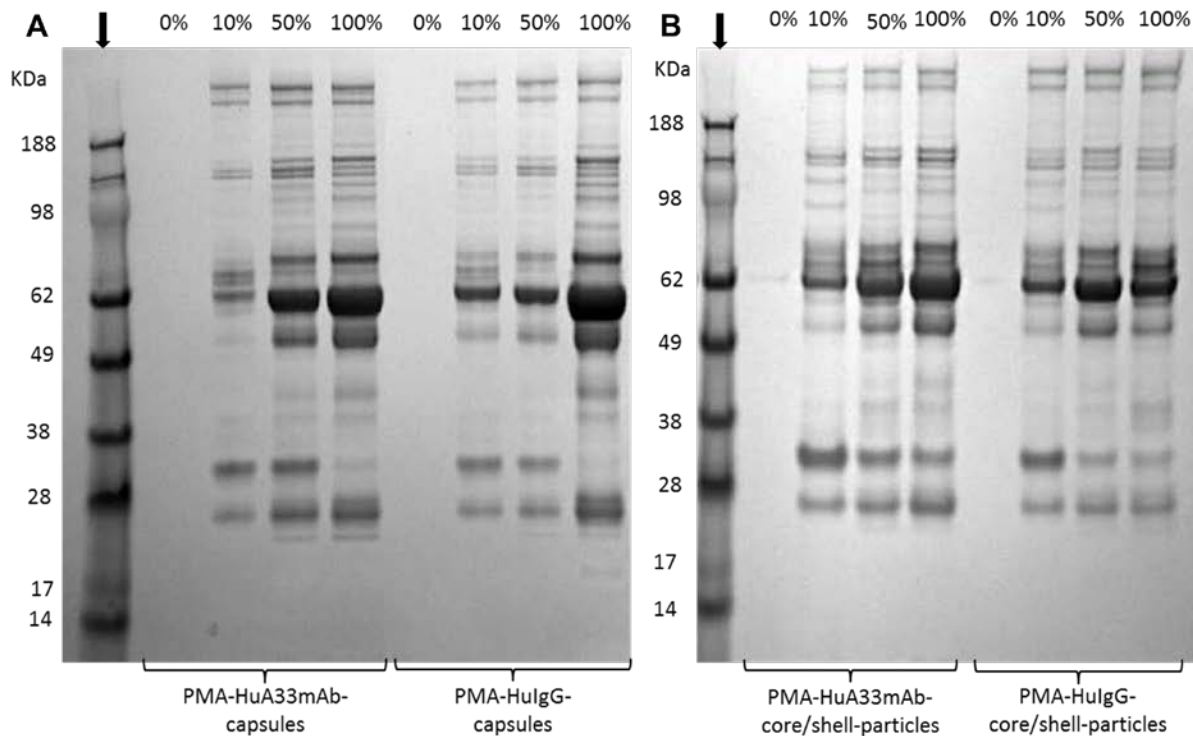 A 0% 10% 50% 100% 0% 10% 50% 100%
KDa
188
98
62
49
38
28
17
14
PMA-HuA33mAb-
capsules
PMA-HuIgG-
capsules
B 0% 10% 50% 100% 0% 10% 50% 100%
KDa
188
98
62
49
38
28
17
14
PMA-HuA33mAb-
core/shell-particles
PMA-HuIgG-
core/shell-particles